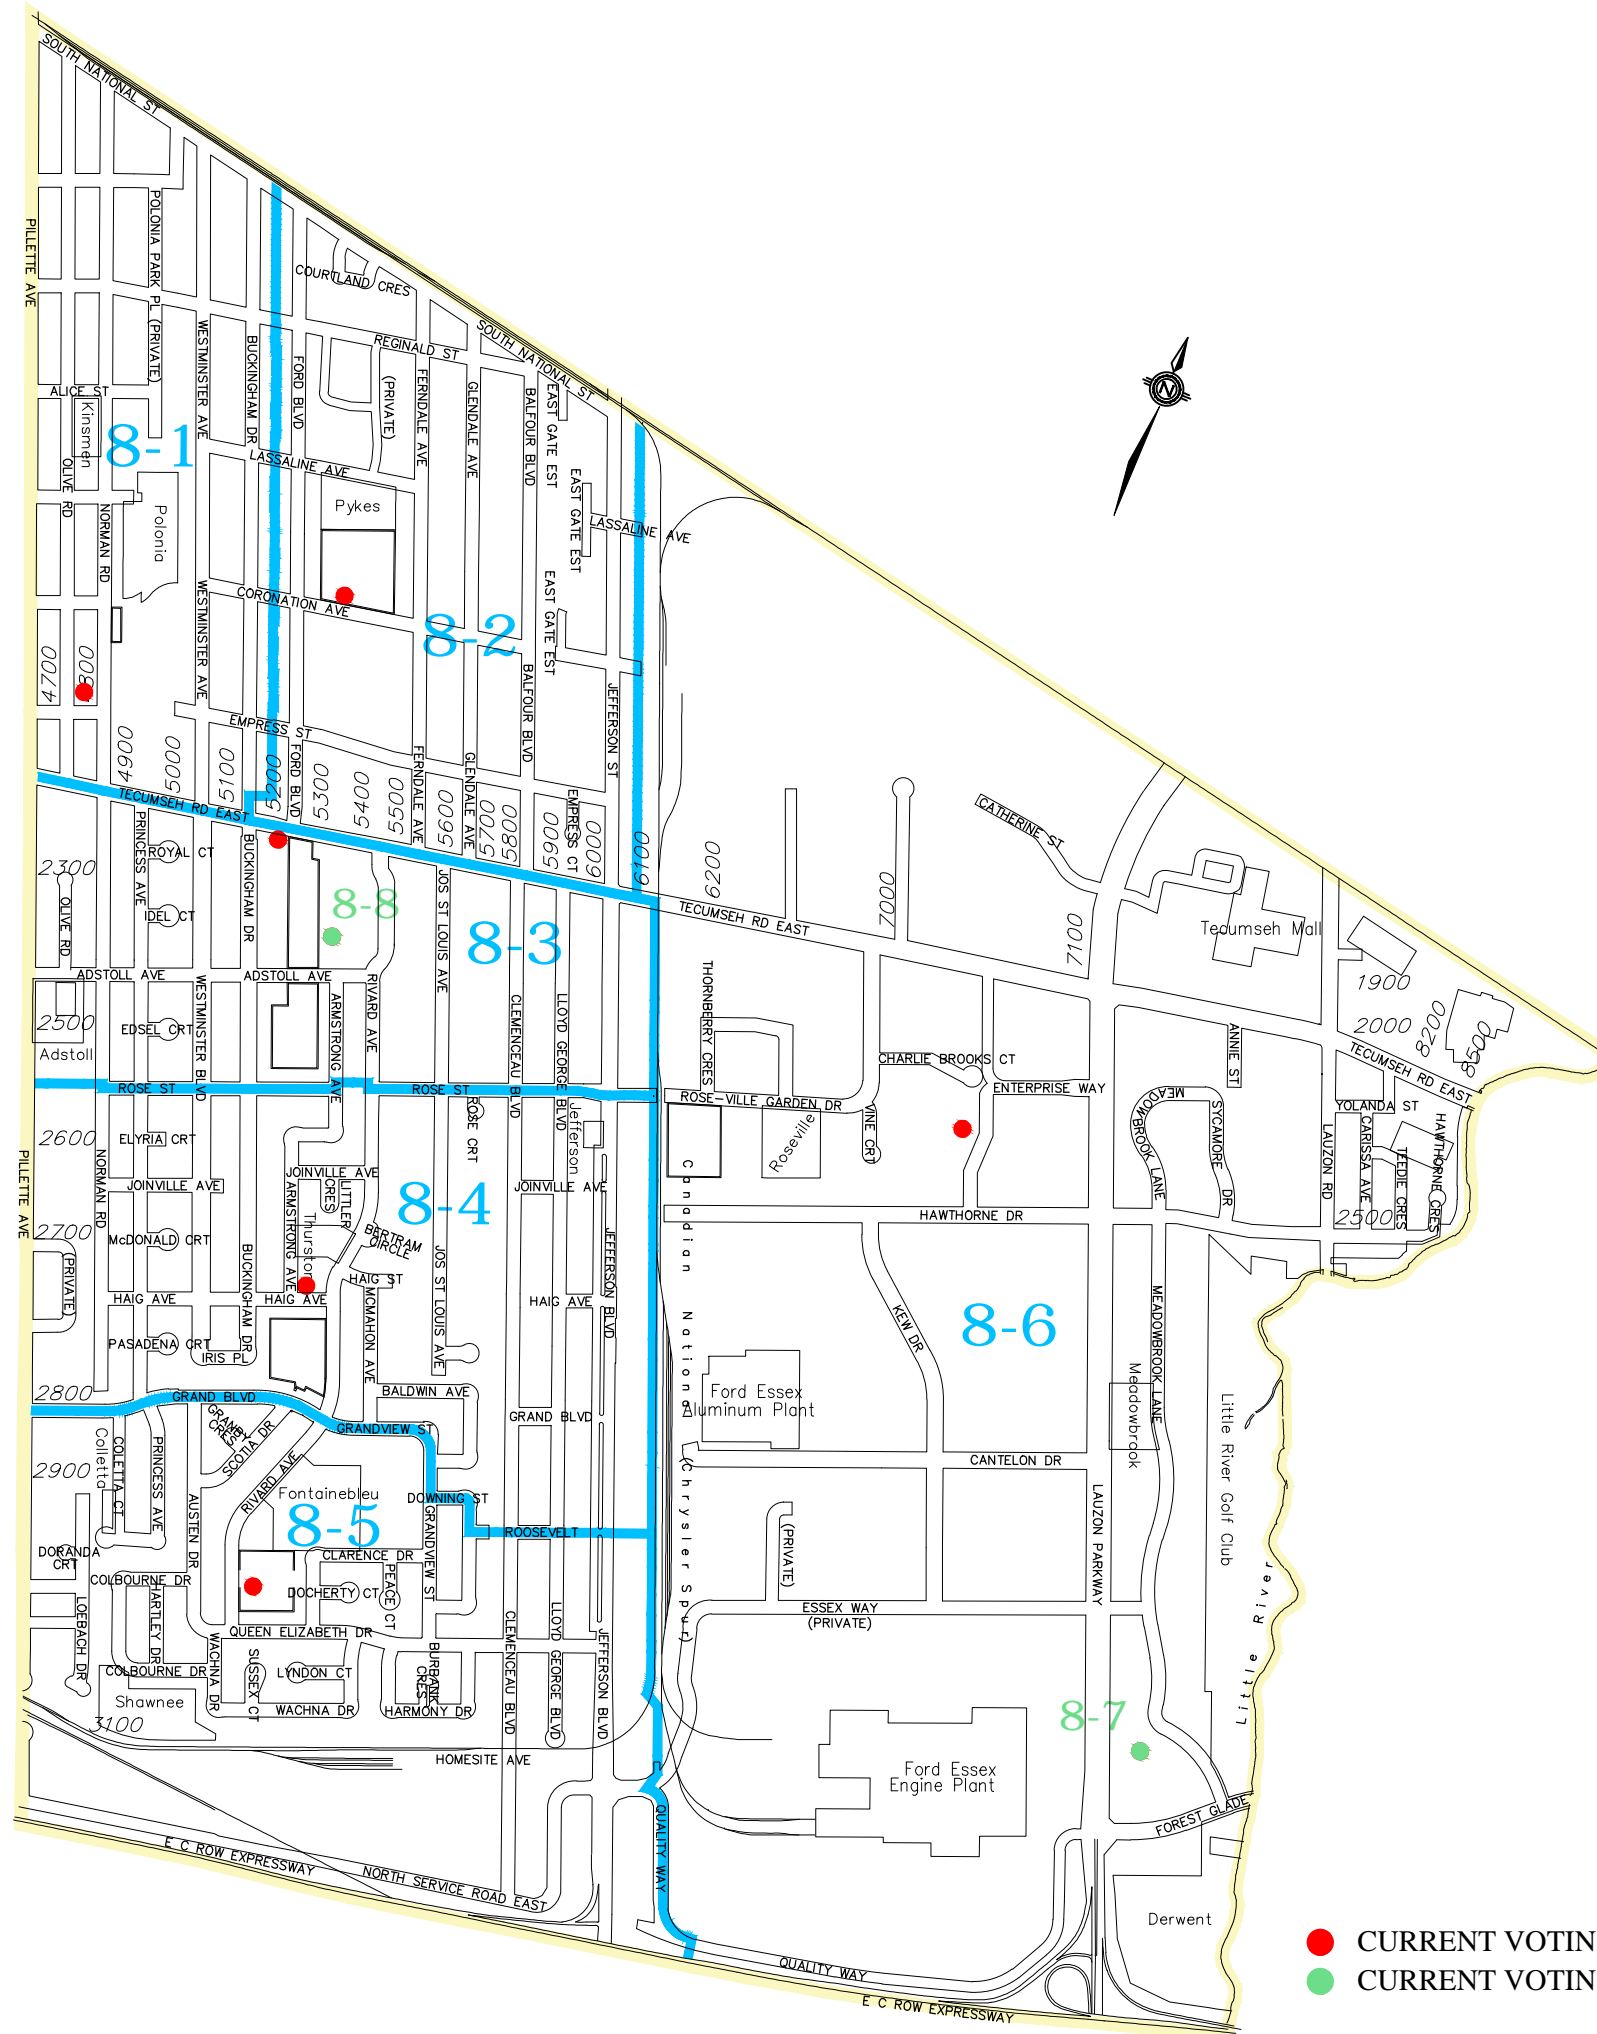 SOUTH NATIONAL ST
PILLETTE AVE
POLONIA PARK PL (PRIVATE)
COURTLAND CRES
WESTMINSTER AVE
BUCKINGHAM DR
FORD BLVD
REGINALD ST
SOUTH NATIONAL ST
(PRIVATE)
FERNDALE AVE
GLENDALE AVE
BALFOUR BLVD
EAST GATE EST
N
ALICE ST
Kinsmen
8-1
OLIVE RD
LASSALINE AVE
EAST GATE EST
Pykes
Polonia
NORMAN RD
LASSALINE AVE
WESTMINSTER AVE
CORONATION AVE
EAST GATE EST
8-2
4700
BALFOUR BLVD
JEFFERSON ST
EMPRESS ST
4900
5000
5100
5200
FORD BLVD
5300
5400
5500
FERNDALE AVE
5600
GLENDALE AVE
5700
5800
5900
EMPRESS CT
6000
6100
6200
7000
7100
TECUMSEH RD EAST
CATHERINE ST
PRINCESS AVE
ROYAL CT
BUCKINGHAM DR
2300
OLIVE RD
IDEL CT
8-8
JOS ST LOUIS AVE
8-3
TECUMSEH RD EAST
Tecumseh Mall
1900
2000
8200
8500
ADSTOLL AVE
ADSTOLL AVE
WESTMINSTER BLVD
ARMSTRONG AVE
RIVARD AVE
CLEMENCEAU BLVD
LLOYD GEORGE BLVD
THORNBERRY CRES
2500
EDSEL CRT
Adstoll
ANNIE ST
TECUMSEH RD EAST
CHARLIE BROOKS CT
ENTERPRISE WAY
ROSE ST
ROSE ST
ROSE-VILLE GARDEN DR
MEADOWBROOK LANE
SYCAMORE DR
YOLANDA ST
ROSE CRT
Jefferson
Roseville
VINE CRT
LAUZON RD
CARISSA AVE
TEEDIE CRES
HAWTHORNE CRES
2600
ELYRIA CRT
PILLETTE AVE
NORMAN RD
JOINVILLE AVE
JOINVILLE AVE
ARMSTRONG AVE
LITTLER CRES
JOINVILLE AVE
8-4
Canadian National (Chrysler Spur)
HAWTHORNE DR
2500
2700
McDONALD CRT
Thurston
BERTRAM CIRCLE
BUCKINGHAM DR
JOS ST LOUIS AVE
JEFFERSON BLVD
(PRIVATE)
HAIG ST
HAIG AVE
HAIG AVE
MCMAHON AVE
HAIG AVE
KEW DR
8-6
MEADOWBROOK LANE
PASADENA CRT
IRIS PL
2800
GRAND BLVD
BALDWIN AVE
Ford Essex
Aluminum Plant
Meadowbrook
Little River Golf Club
GRANBY CRES
SCOTIA DR
GRANDVIEW ST
GRAND BLVD
Colletta
COLETTA CT
PRINCESS AVE
2900
AUSTEN DR
RIVARD AVE
Fontainebleu
8-5
DOWNING ST
GRANDVIEW ST
ROOSEVELT
CANTELON DR
LAUZON PARKWAY
(PRIVATE)
DORANDA CRT
COLBOURNE DR
CLARENCE DR
DOCHERTY CT
PEACE CT
HARTLEY DR
LOEBACH DR
ESSEX WAY
(PRIVATE)
Little River
QUEEN ELIZABETH DR
WACHNA DR
SUSSEX CT
COLBOURNE DR
LYNDON CT
BURBANK CRES
CLEMENCEAU BLVD
LLOYD GEORGE BLVD
JEFFERSON BLVD
Shawnee
WACHNA DR
HARMONY DR
3100
8-7
HOMESITE AVE
Ford Essex
Engine Plant
QUALITY WAY
FOREST GLADE
E C ROW EXPRESSWAY
NORTH SERVICE ROAD EAST
Derwent
QUALITY WAY
E C ROW EXPRESSWAY
CURRENT VOTIN
CURRENT VOTIN